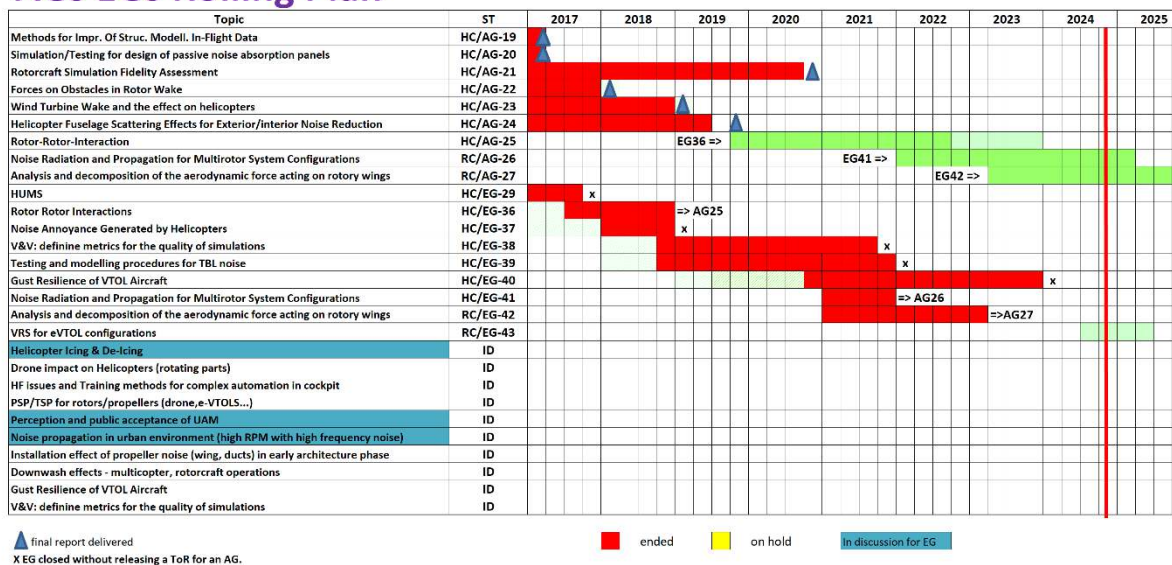 Topic ST 2017 2018 2019 2020 2021 2022 2023 2024 2025
Methods for Impr. Of Struc. Modell. In-Flight Data HC/AG-19
Simulation/Testing for design of passive noise absorption panels HC/AG-20
Rotorcraft Simulation Fidelity Assessment HC/AG-21
Forces on Obstacles in Rotor Wake HC/AG-22
Wind Turbine Wake and the effect on helicopters HC/AG-23
Helicopter Fuselage Scattering Effects for Exterior/interior Noise Reduction HC/AG-24
Rotor-Rotor-Interaction HC/AG-25 EG36 =>
Noise Radiation and Propagation for Multirotor System Configurations RC/AG-26 EG41 =>
Analysis and decomposition of the aerodynamic force acting on rotary wings RC/AG-27 EG42 =>
HUMS HC/EG-29 x
Rotor Rotor Interactions HC/EG-36 => AG25
Noise Annoyance Generated by Helicopters HC/EG-37 x
V&V: definine metrics for the quality of simulations HC/EG-38 x
Testing and modelling procedures for TBL noise HC/EG-39 x
Gust Resilience of VTOL Aircraft HC/EG-40 x
Noise Radiation and Propagation for Multirotor System Configurations HC/EG-41 => AG26
Analysis and decomposition of the aerodynamic force acting on rotary wings RC/EG-42 =>AG27
VRS for eVTOL configurations RC/EG-43
Helicopter Icing & De-Icing ID
Drone impact on Helicopters (rotating parts) ID
HF issues and Training methods for complex automation in cockpit ID
PSP/TSP for rotors/propellers (drone,e-VTOLS...) ID
Perception and public acceptance of UAM ID
Noise propagation in urban environment (high RPM with high frequency noise) ID
Installation effect of propeller noise (wing, ducts) in early architecture phase ID
Downwash effects - multicopter, rotorcraft operations ID
Gust Resilience of VTOL Aircraft ID
V&V: definine metrics for the quality of simulations ID
final report delivered ended on hold In discussion for EG
X EG closed without releasing a ToR for an AG.